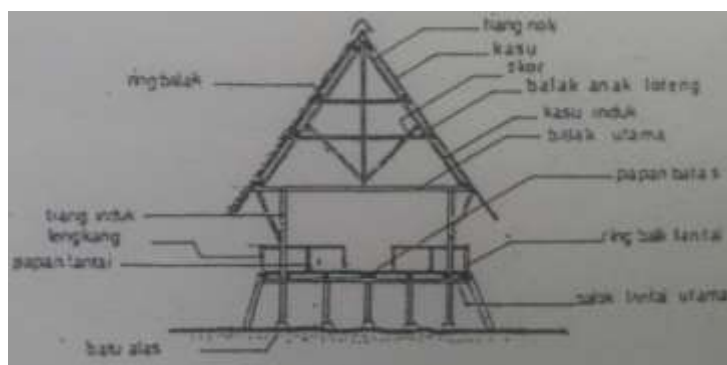 tiang nok
kasu
skor
ring balak
balak anak loteng
kasu induk
balak utama
papan batas
tiang induk
lengkang
ring balk lantai
papan lantai
balok lantai utama
batu alas